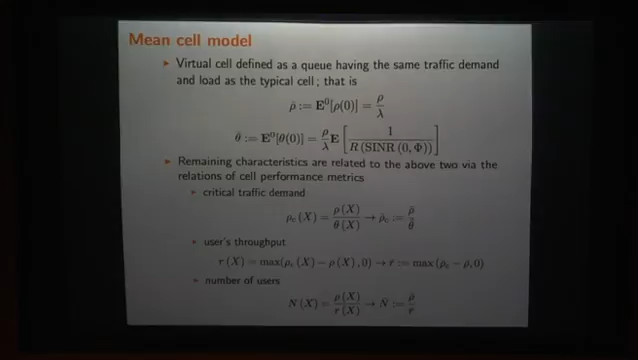 Mean cell model
▸ Virtual cell defined as a queue having the same traffic demand
and load as the typical cell ; that is
ρ̄ := E⁰[ρ(0)] = ρ/λ
θ̄ := E⁰[θ(0)] = ρ/λ E [ 1 / R (SINR (0, Φ)) ]
▸ Remaining characteristics are related to the above two via the
relations of cell performance metrics
▸ critical traffic demand
ρc (X) = ρ (X) / θ (X) → ρ̄c := ρ̄ / θ̄
▸ user's throughput
r (X) = max(ρc (X) − ρ (X), 0) → r̄ := max (ρ̄c − ρ̄, 0)
▸ number of users
N (X) = ρ(X) / r (X) → N̄ := ρ̄ / r̄